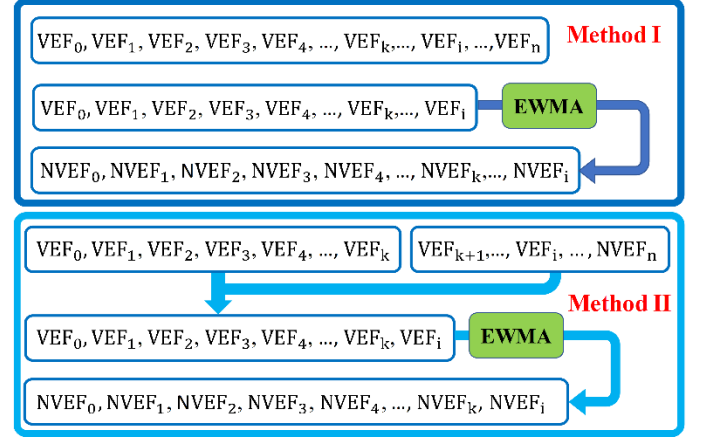 VEF₀, VEF₁, VEF₂, VEF₃, VEF₄, ..., VEFₖ,..., VEFᵢ, ...,VEFₙ
Method I
VEF₀, VEF₁, VEF₂, VEF₃, VEF₄, ..., VEFₖ,..., VEFᵢ
EWMA
NVEF₀, NVEF₁, NVEF₂, NVEF₃, NVEF₄, ..., NVEFₖ,..., NVEFᵢ
VEF₀, VEF₁, VEF₂, VEF₃, VEF₄, ..., VEFₖ
VEFₖ₊₁,..., VEFᵢ, ..., NVEFₙ
Method II
VEF₀, VEF₁, VEF₂, VEF₃, VEF₄, ..., VEFₖ, VEFᵢ
EWMA
NVEF₀, NVEF₁, NVEF₂, NVEF₃, NVEF₄, ..., NVEFₖ, NVEFᵢ